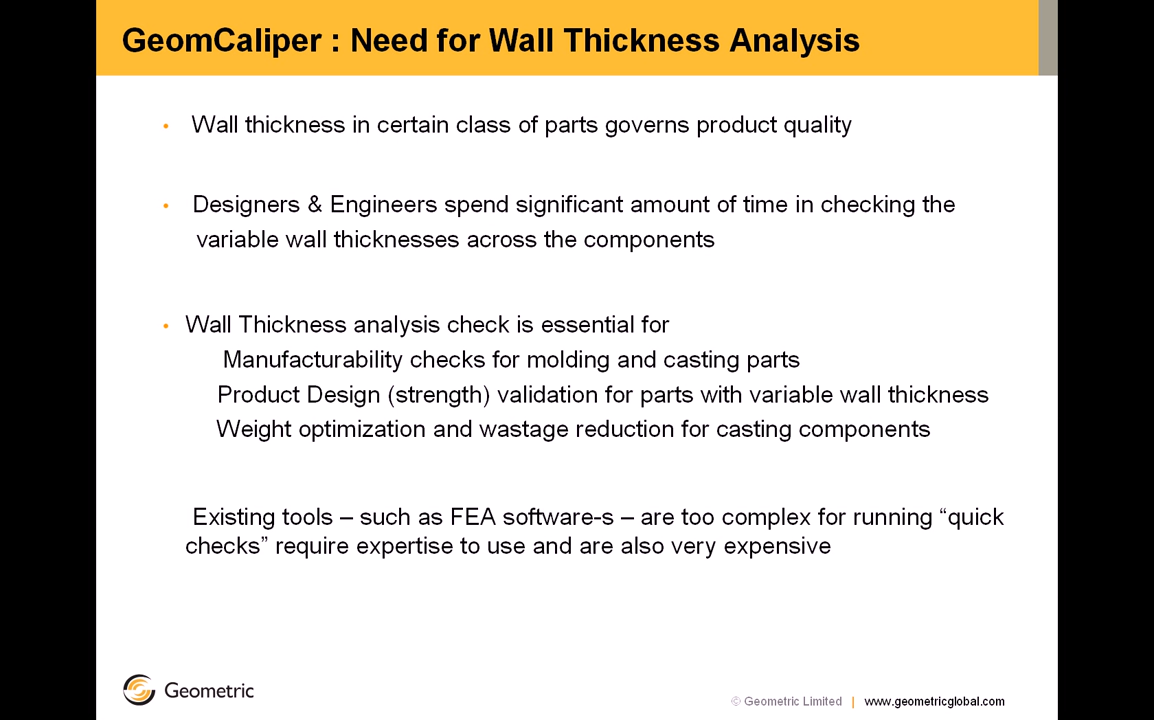 GeomCaliper : Need for Wall Thickness Analysis
• Wall thickness in certain class of parts governs product quality
• Designers & Engineers spend significant amount of time in checking the
variable wall thicknesses across the components
• Wall Thickness analysis check is essential for
Manufacturability checks for molding and casting parts
Product Design (strength) validation for parts with variable wall thickness
Weight optimization and wastage reduction for casting components
Existing tools – such as FEA software-s – are too complex for running “quick
checks” require expertise to use and are also very expensive
Geometric
© Geometric Limited | www.geometricglobal.com